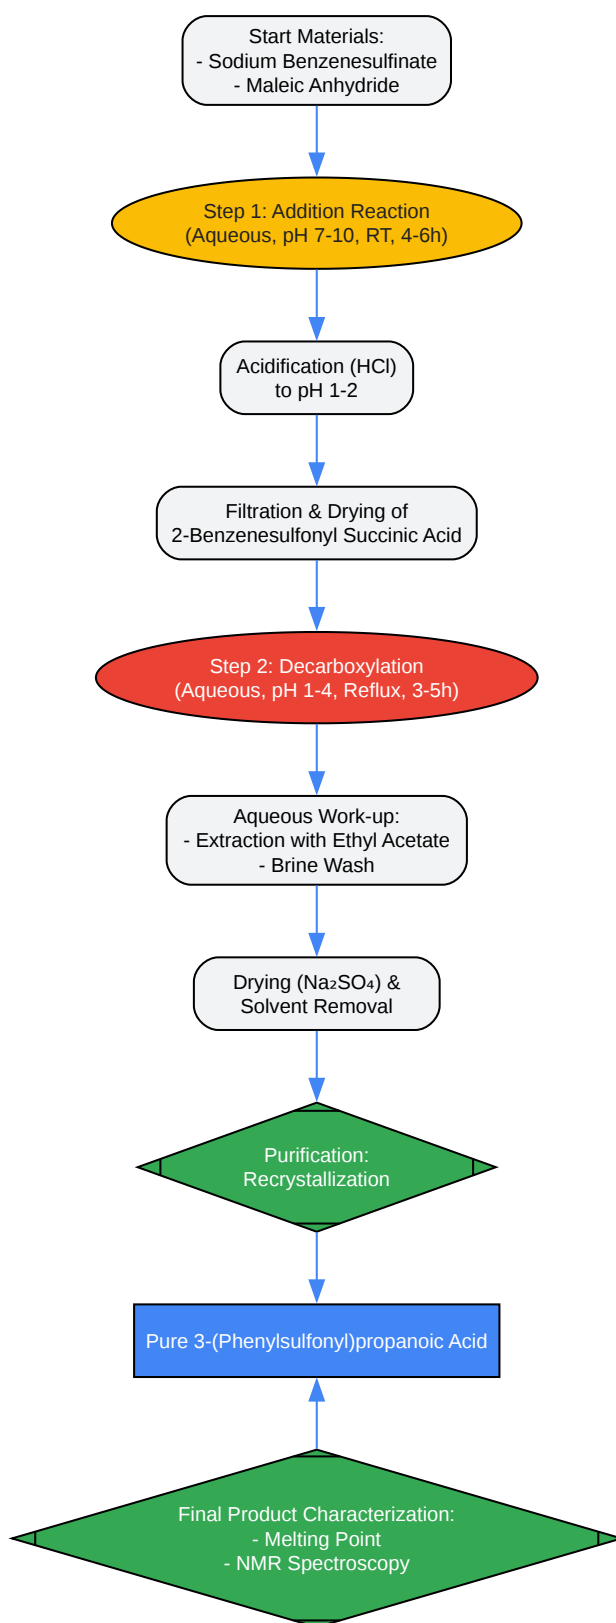 Start Materials:
- Sodium Benzenesulfinate
- Maleic Anhydride
Step 1: Addition Reaction
(Aqueous, pH 7-10, RT, 4-6h)
Acidification (HCl)
to pH 1-2
Filtration & Drying of
2-Benzenesulfonyl Succinic Acid
Step 2: Decarboxylation
(Aqueous, pH 1-4, Reflux, 3-5h)
Aqueous Work-up:
- Extraction with Ethyl Acetate
- Brine Wash
Drying (Na₂SO₄) &
Solvent Removal
Purification:
Recrystallization
Pure 3-(Phenylsulfonyl)propanoic Acid
Final Product Characterization:
- Melting Point
- NMR Spectroscopy